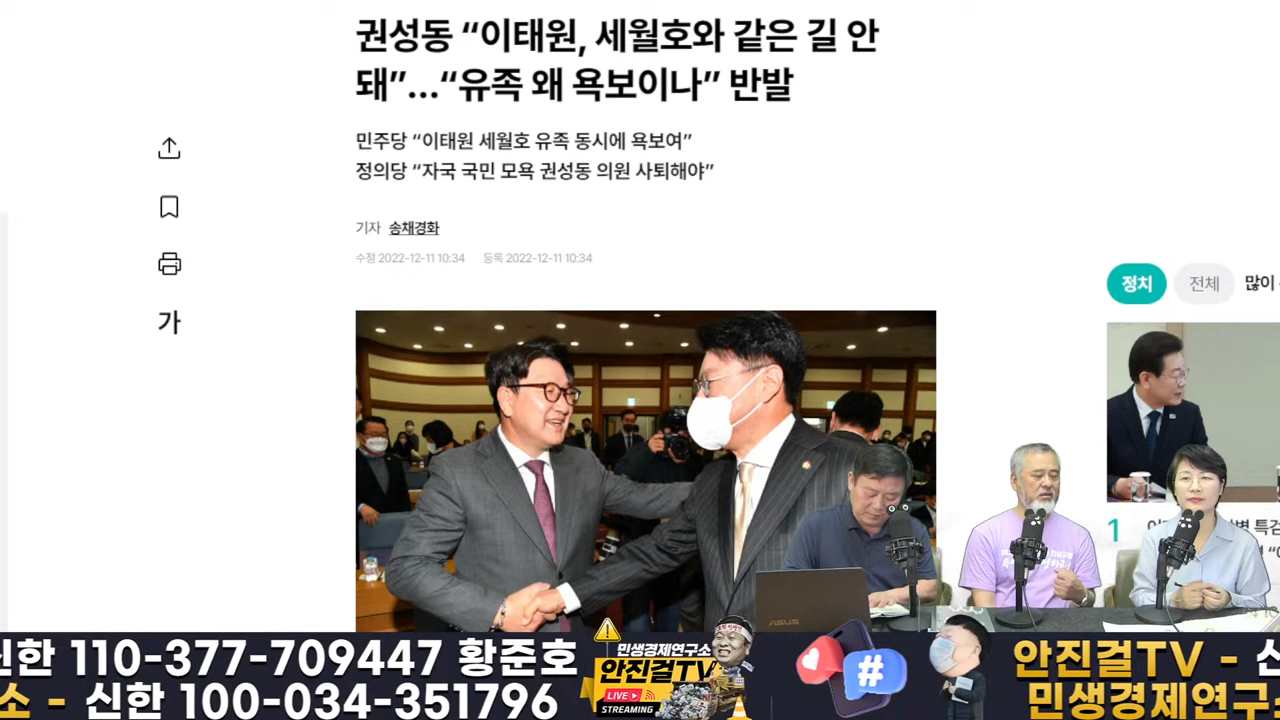 권성동 “이태원, 세월호와 같은 길 안
돼”…“유족 왜 욕보이나” 반발
민주당 “이태원 세월호 유족 동시에 욕보여”
정의당 “자국 국민 모욕 권성동 의원 사퇴해야”
기자 송채경화
수정 2022-12-11 10:34 등록 2022-12-11 10:34
가
정치 전체 많이
1
ASUS
신한 110-377-709447 황준호
소 - 신한 100-034-351796
민생경제연구소
안진걸TV
LIVE
STREAMING
#
안진걸TV - 신
민생경제연구소